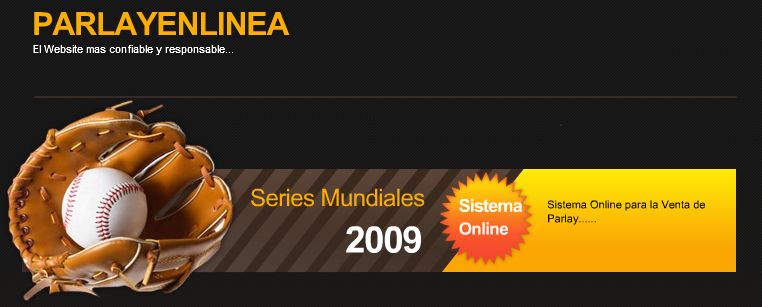 PARLAYENLINEA
El Website mas confiable y responsable...
Series Mundiales
2009
Sistema
Online
Sistema Online para la Venta de
Parlay......